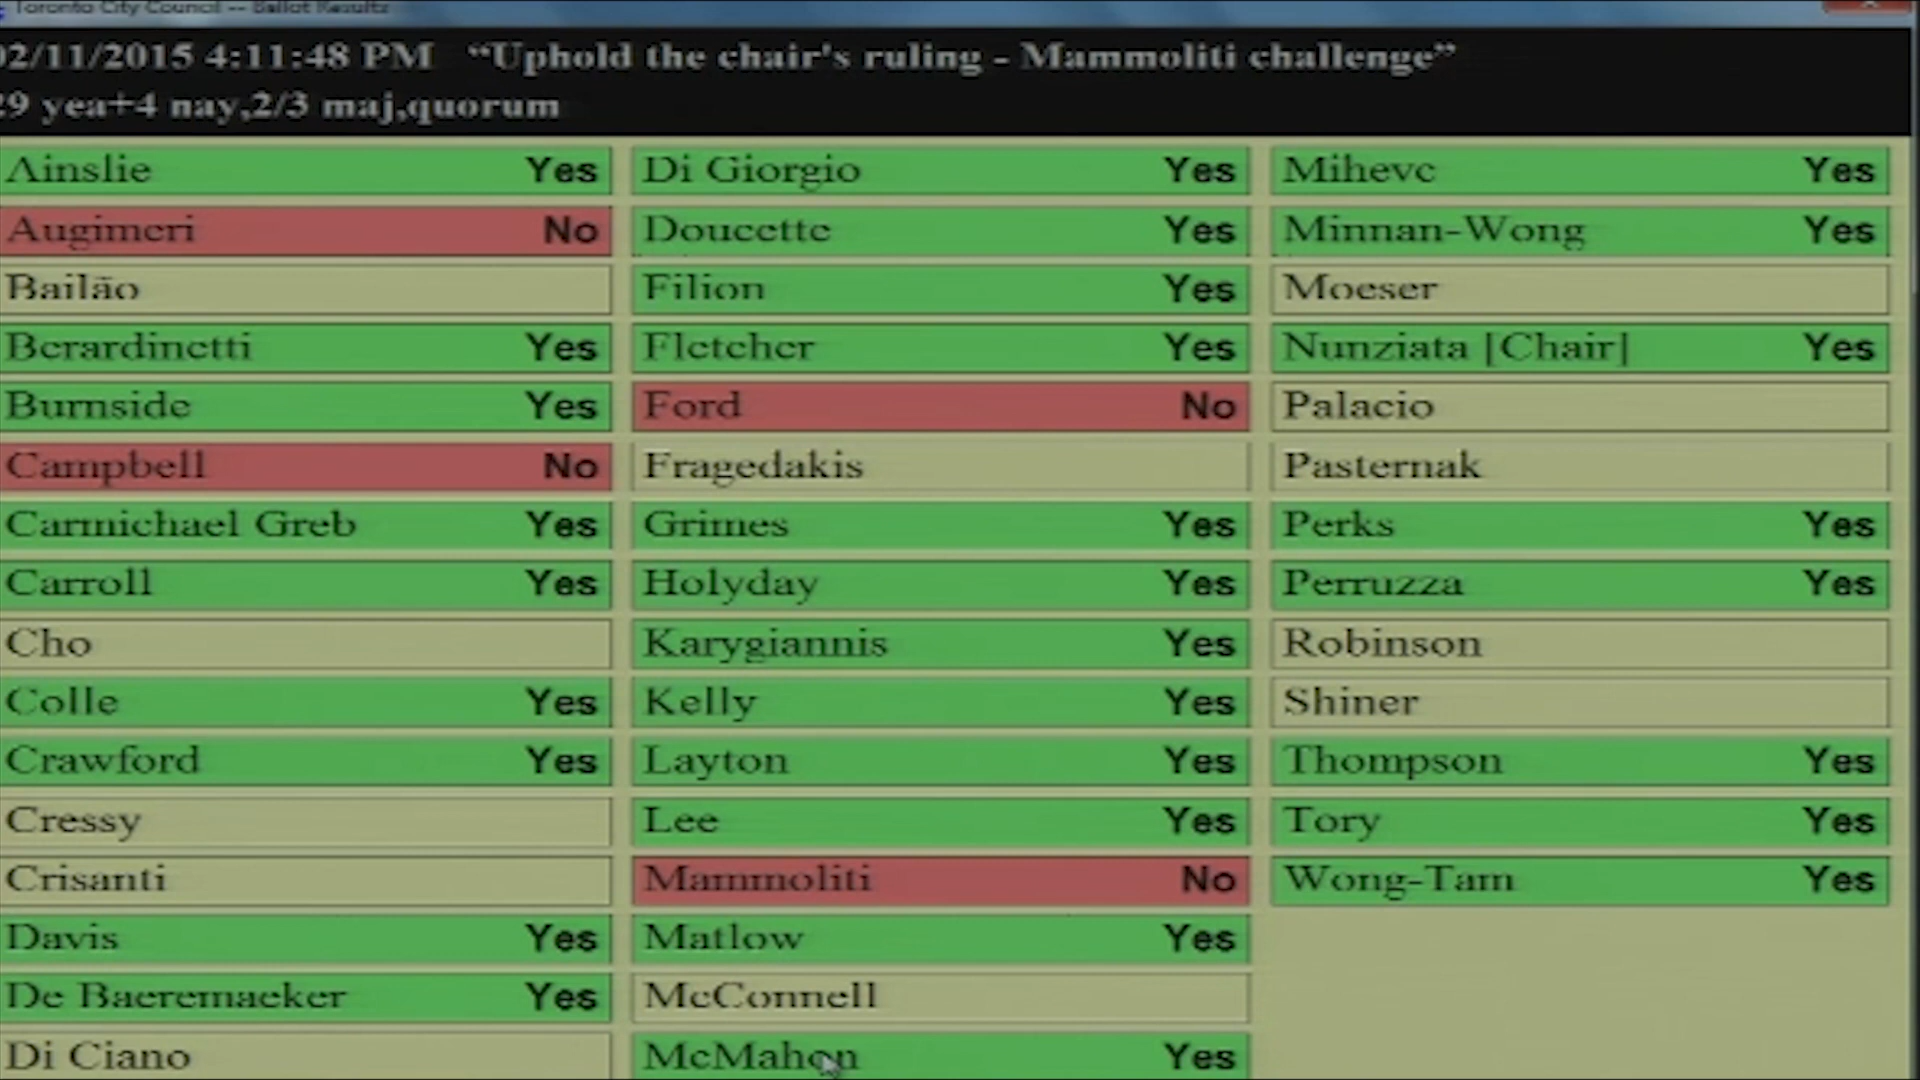 Toronto City Council -- Ballot Results
02/11/2015 4:11:48 PM “Uphold the chair's ruling - Mammoliti challenge”
29 yea+4 nay,2/3 maj,quorum
Ainslie Yes
Augimeri No
Bailão
Berardinetti Yes
Burnside Yes
Campbell No
Carmichael Greb Yes
Carroll Yes
Cho
Colle Yes
Crawford Yes
Cressy
Crisanti
Davis Yes
De Baeremaeker Yes
Di Ciano
Di Giorgio Yes
Doucette Yes
Filion Yes
Fletcher Yes
Ford No
Fragedakis
Grimes Yes
Holyday Yes
Karygiannis Yes
Kelly Yes
Layton Yes
Lee Yes
Mammoliti No
Matlow Yes
McConnell
McMahon Yes
Mihevc Yes
Minnan-Wong Yes
Moeser
Nunziata [Chair] Yes
Palacio
Pasternak
Perks Yes
Perruzza Yes
Robinson
Shiner
Thompson Yes
Tory Yes
Wong-Tam Yes